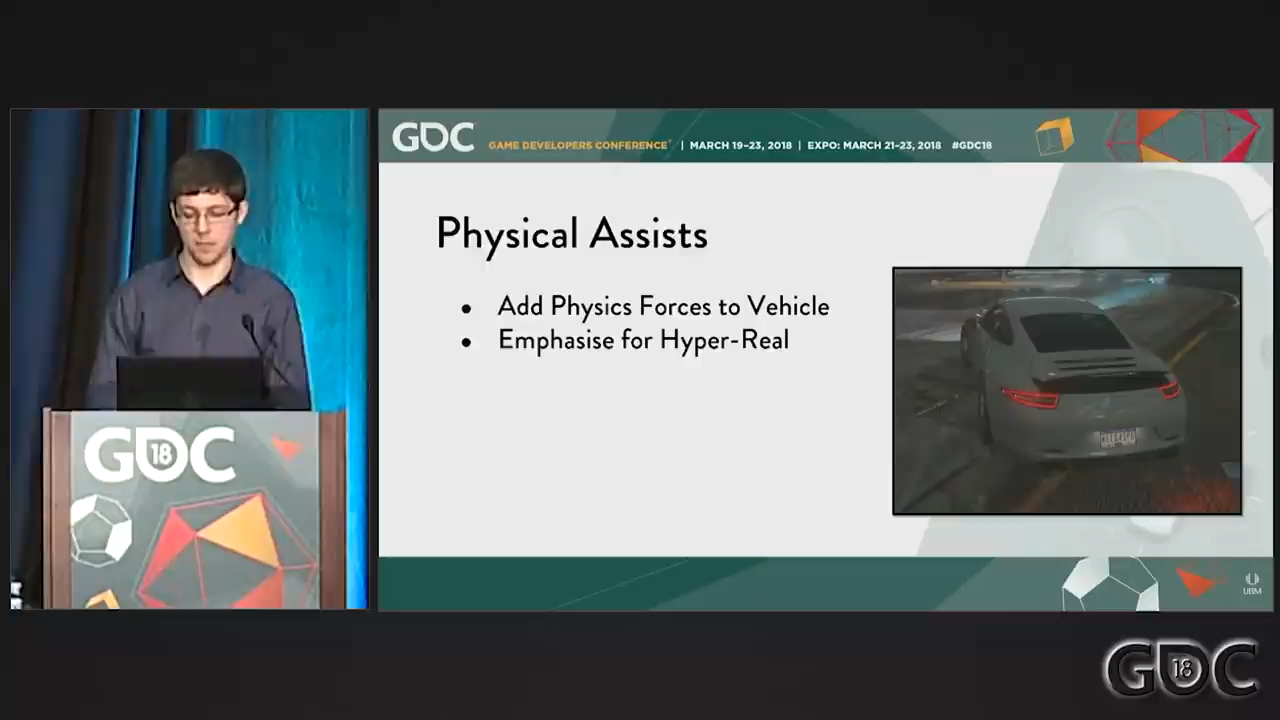 GDC
GAME DEVELOPERS CONFERENCE | MARCH 19–23, 2018 | EXPO: MARCH 21–23, 2018 #GDC18
Physical Assists
• Add Physics Forces to Vehicle
• Emphasise for Hyper-Real
GDC
18
UBM
GDC
18